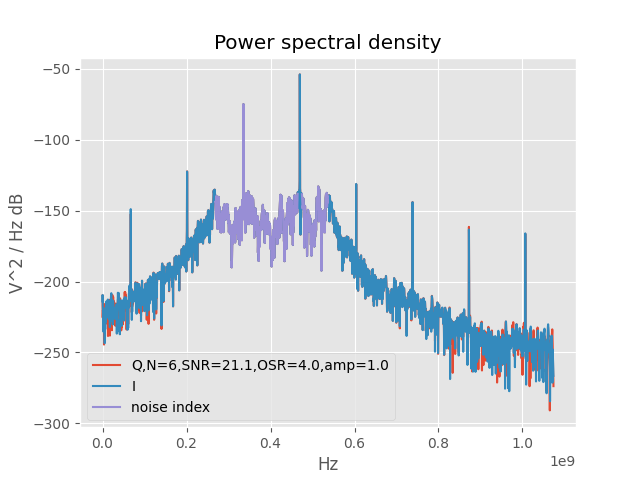 Power spectral density
V^2 / Hz dB
−50
−100
−150
−200
−250
−300
Q,N=6,SNR=21.1,OSR=4.0,amp=1.0
I
noise index
0.0 0.2 0.4 0.6 0.8 1.0
1e9
Hz